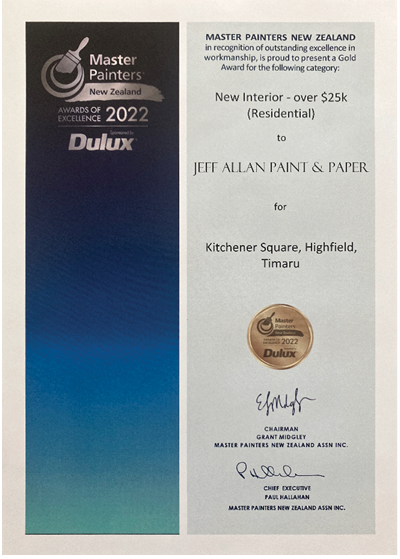 Master
Painters
New Zealand
AWARDS OF
EXCELLENCE 2022
Sponsored by
Dulux
MASTER PAINTERS NEW ZEALAND
in recognition of outstanding excellence in
workmanship, is proud to present a Gold
Award for the following category:
New Interior - over $25k
(Residential)
to
JEFF ALLAN PAINT & PAPER
for
Kitchener Square, Highfield,
Timaru
Master
Painters
2022
Dulux
CHAIRMAN
GRANT MIDGLEY
MASTER PAINTERS NEW ZEALAND ASSN INC.
CHIEF EXECUTIVE
PAUL HALLAHAN
MASTER PAINTERS NEW ZEALAND ASSN INC.